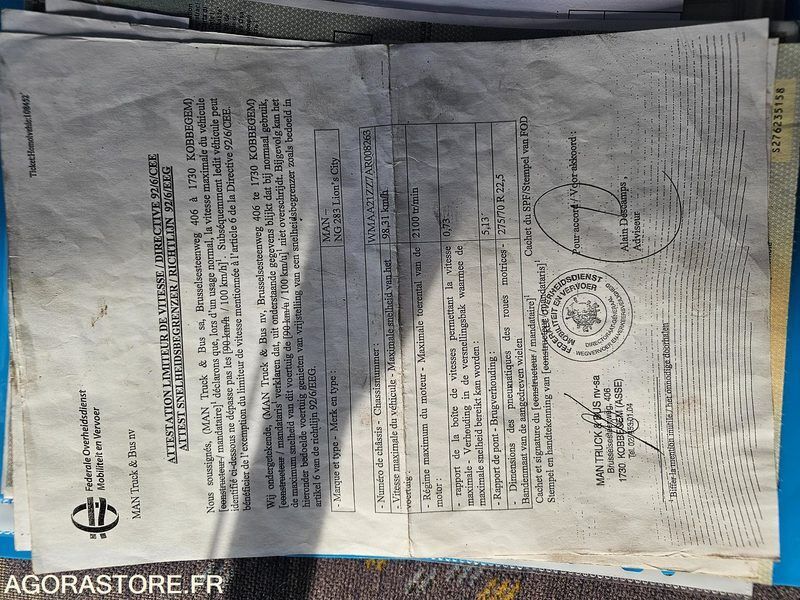 Ticket:Homolvehdc108692
Federale Overheidsdienst
Mobiliteit en Vervoer
MAN Truck & Bus nv
ATTESTATION LIMITEUR DE VITESSE /DIRECTIVE 92/6/CEE
ATTEST SNELHEIDSBEGRENZER/ RICHTLIJN 92/6/EEG
Nous soussignés, (MAN Truck & Bus sa, Brusselsesteenweg 406 à 1730 KOBBEGEM)
[constructeur/ mandataire] déclarons que, lors d'un usage normal, la vitesse maximale du véhicule
identifié ci-dessous ne dépasse pas les [90 km/h / 100 km/u]¹. Subséquemment ledit véhicule peut
bénéficier de l'exemption du limiteur de vitesse mentionnée à l'article 6 de la Directive 92/6/CEE.
Wij ondergetekende, (MAN Truck & Bus nv, Brusselsesteenweg 406 te 1730 KOBBEGEM)
[constructeur / mandataris] verklaren dat, uit onderstaande gegevens blijkt dat bij normaal gebruik,
de maximum snelheid van dit voertuig de [90 km/h / 100 km/u]¹ niet overschrijdt. Bijgevolg kan het
hieronder bedoelde voertuig genieten van vrijstelling van een snelheidsbegrenzer zoals bedoeld in
artikel 6 van de richtlijn 92/6/EEG.
- Marque et type - Merk en type :
MAN –
NG 283 Lion's City
- Numéro de châssis - Chassisnummer :
WMAA21ZZ7AR008263
- Vitesse maximale du véhicule - Maximale snelheid van het
voertuig :
98.31 km/h
- Régime maximum du moteur - Maximale toerental van de
motor :
2100 tr/min
- rapport de la boîte de vitesses permettant la vitesse
maximale - Verhouding in de versnellingsbak waarmee de
maximale snelheid bereikt kan worden :
0,73
- Rapport de pont - Brugverhouding :
5,13
- Dimensions des pneumatiques des roues motrices -
Bandenmaat van de aangedreven wielen
275/70 R 22,5
Cachet et signature du [constructeur/ mandataire]
Stempel en handtekening van [constructeur /mandataris]¹
Cachet du SPF/Stempel van FOD
Pour accord / Voor akkoord :
FEDERALE OVERHEIDSDIENST
MOBILITEIT EN VERVOER
MAN TRUCK & BUS nv-sa
Brusselsesteenweg, 406
1730 KOBBEGEM (ASSE)
Alain Descamps ,
Adviseur
S276235158
AGORASTORE.FR